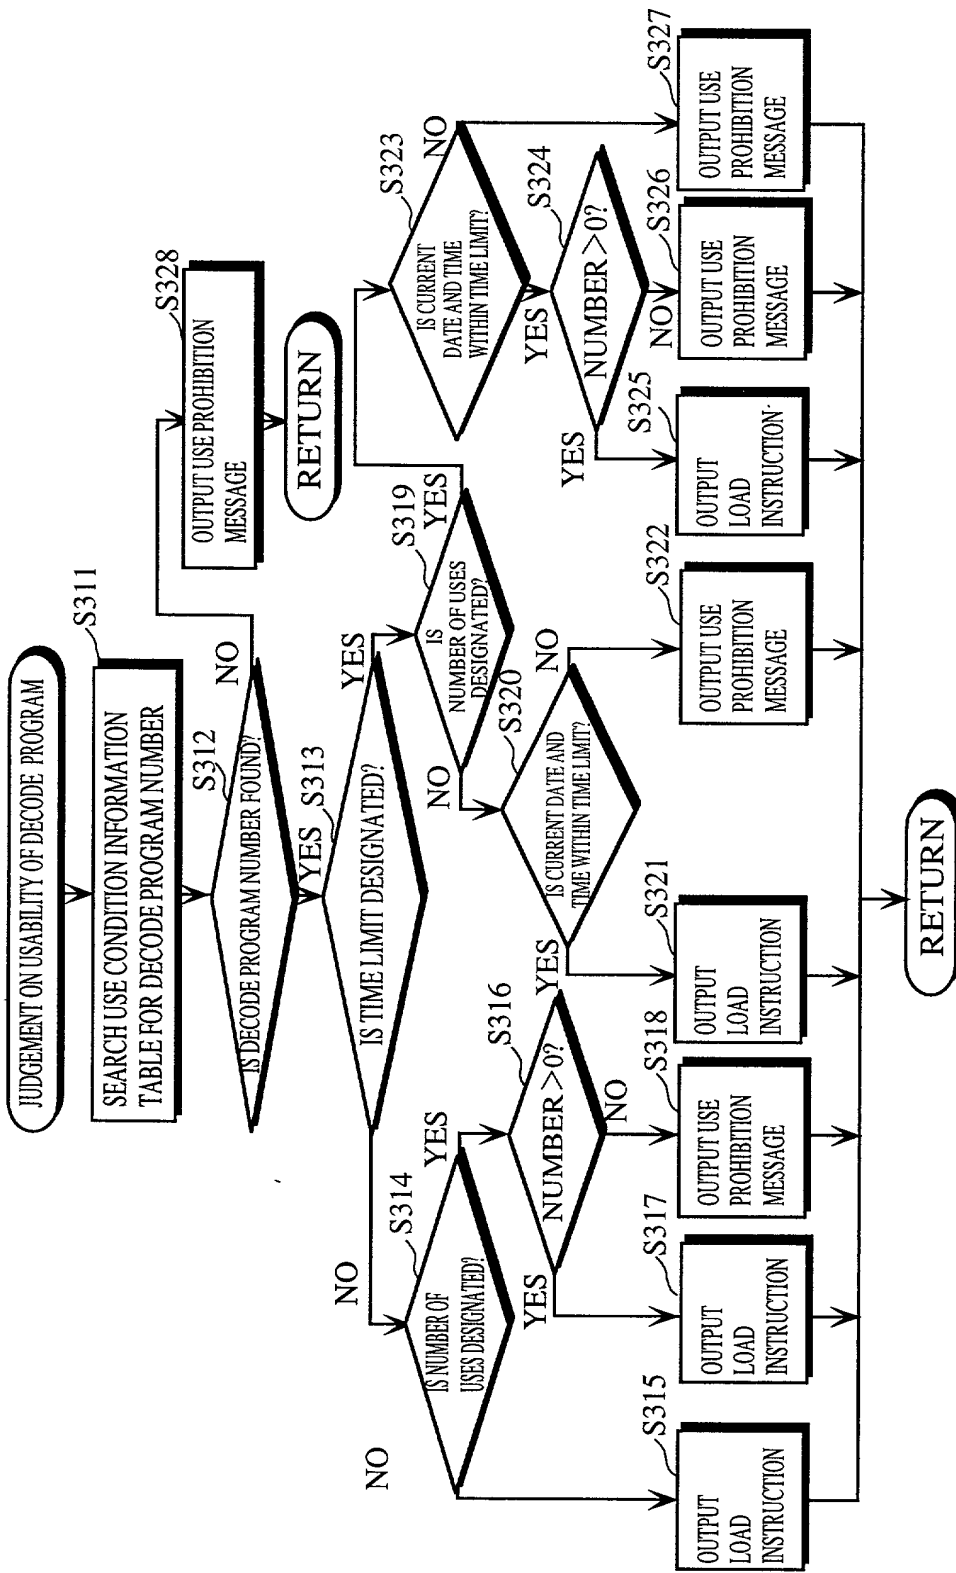 JUDGEMENT ON USABILITY OF DECODE PROGRAM
S311
SEARCH USE CONDITION INFORMATION
TABLE FOR DECODE PROGRAM NUMBER
S312
IS DECODE PROGRAM NUMBER FOUND?
NO
S328
OUTPUT USE PROHIBITION
MESSAGE
RETURN
YES
S313
IS TIME LIMIT DESIGNATED?
NO
YES
S314
IS NUMBER OF
USES DESIGNATED?
NO
YES
S319
IS
NUMBER OF USES
DESIGNATED?
NO
YES
S323
IS CURRENT
DATE AND TIME
WITHIN TIME LIMIT?
YES
NO
S316
NUMBER>0?
YES
NO
S320
IS CURRENT DATE AND
TIME WITHIN TIME LIMIT?
YES
NO
S324
NUMBER>0?
YES
NO
S315
OUTPUT
LOAD
INSTRUCTION
S317
OUTPUT
LOAD
INSTRUCTION
S318
OUTPUT USE
PROHIBITION
MESSAGE
S321
OUTPUT
LOAD
INSTRUCTION
S322
OUTPUT USE
PROHIBITION
MESSAGE
S325
OUTPUT
LOAD
INSTRUCTION
S326
OUTPUT USE
PROHIBITION
MESSAGE
S327
OUTPUT USE
PROHIBITION
MESSAGE
RETURN